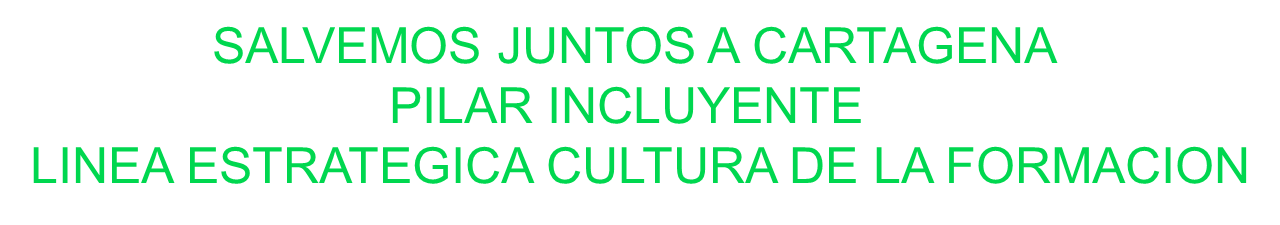 SALVEMOS JUNTOS A CARTAGENA
PILAR INCLUYENTE
LINEA ESTRATEGICA CULTURA DE LA FORMACION